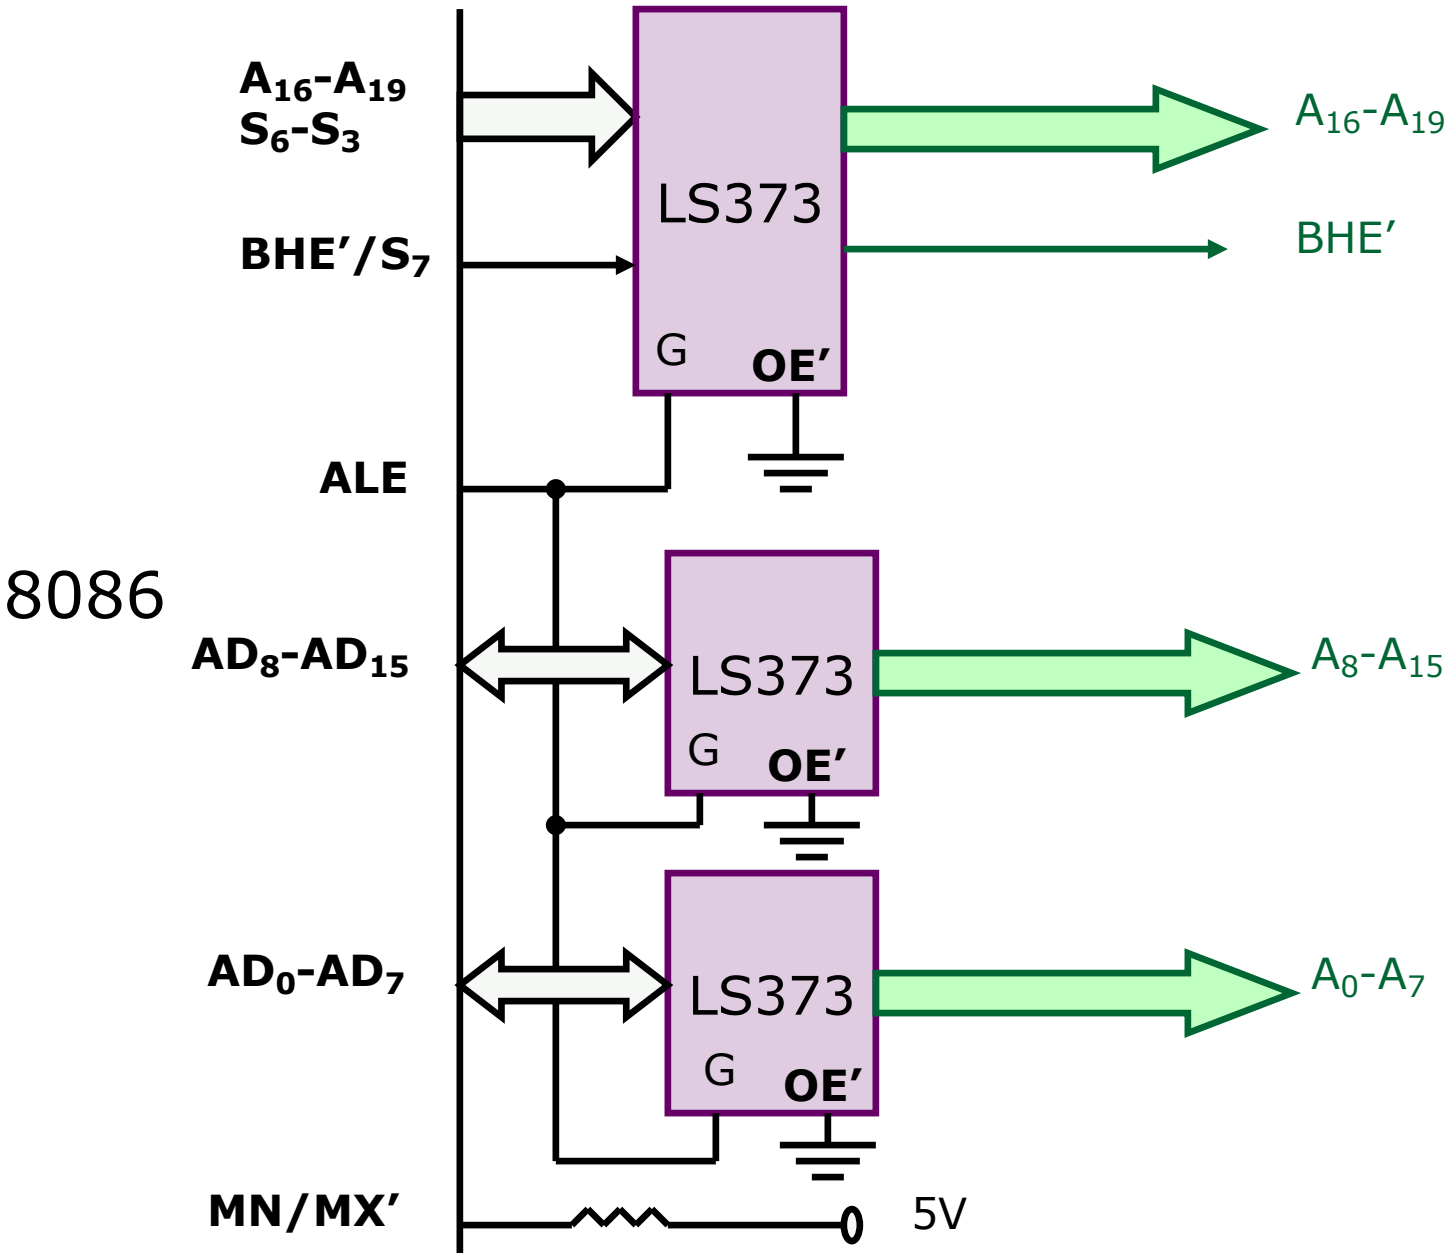 A₁₆-A₁₉
S₆-S₃
LS373
A₁₆-A₁₉
BHE′/S₇
BHE′
G
OE′
ALE
8086
AD₈-AD₁₅
LS373
A₈-A₁₅
G
OE′
AD₀-AD₇
LS373
A₀-A₇
G
OE′
MN/MX′
5V